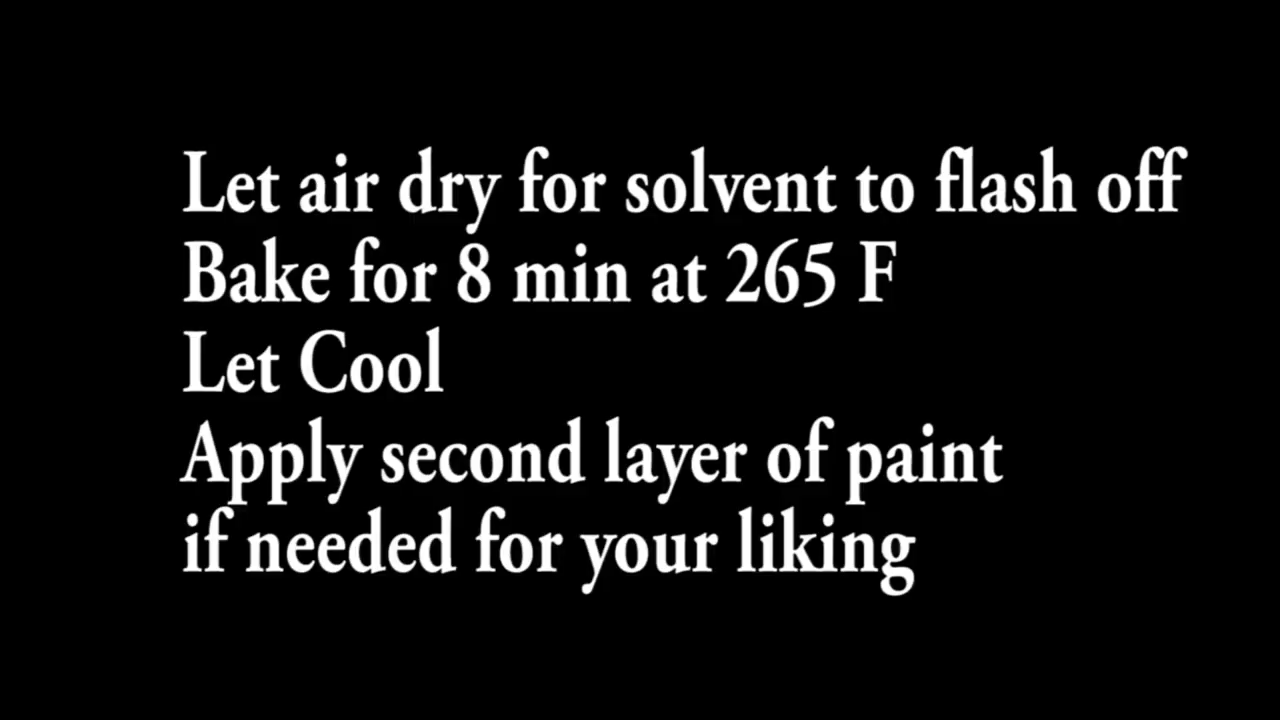 Let air dry for solvent to flash off
Bake for 8 min at 265 F
Let Cool
Apply second layer of paint
if needed for your liking